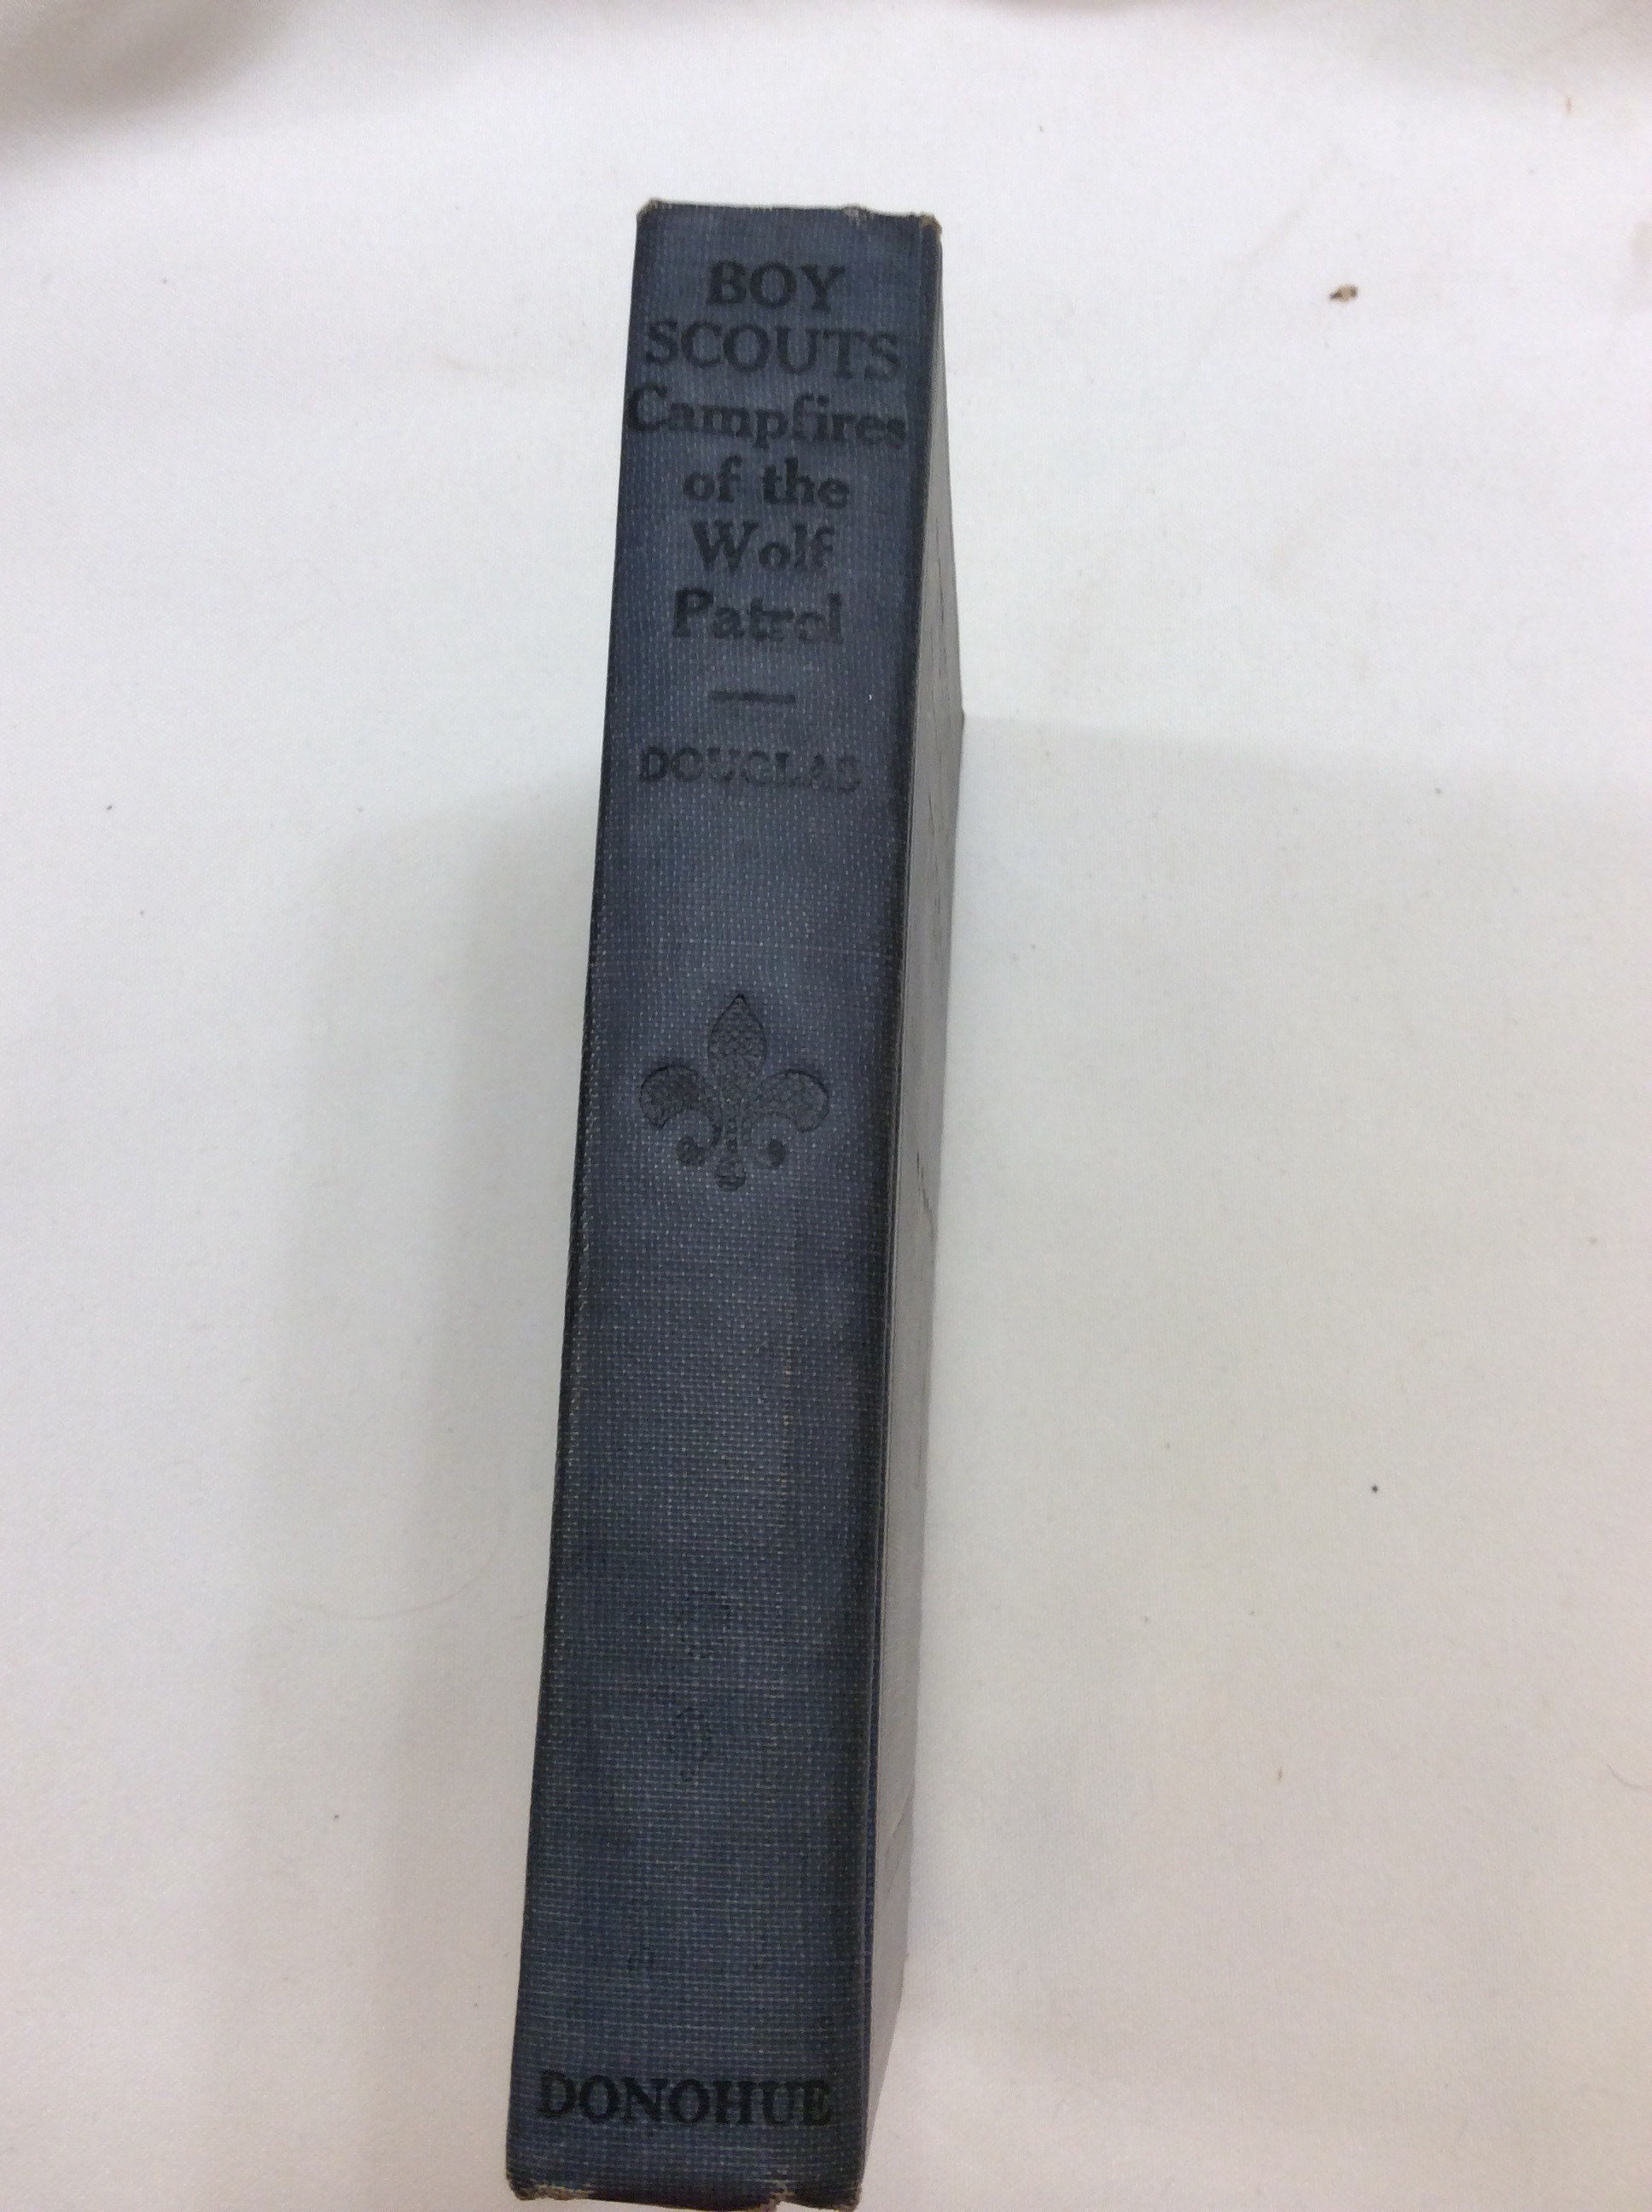 BOY
SCOUTS
Campfires
of the
Wolf
Patrol
DOUGLAS
DONOHUE